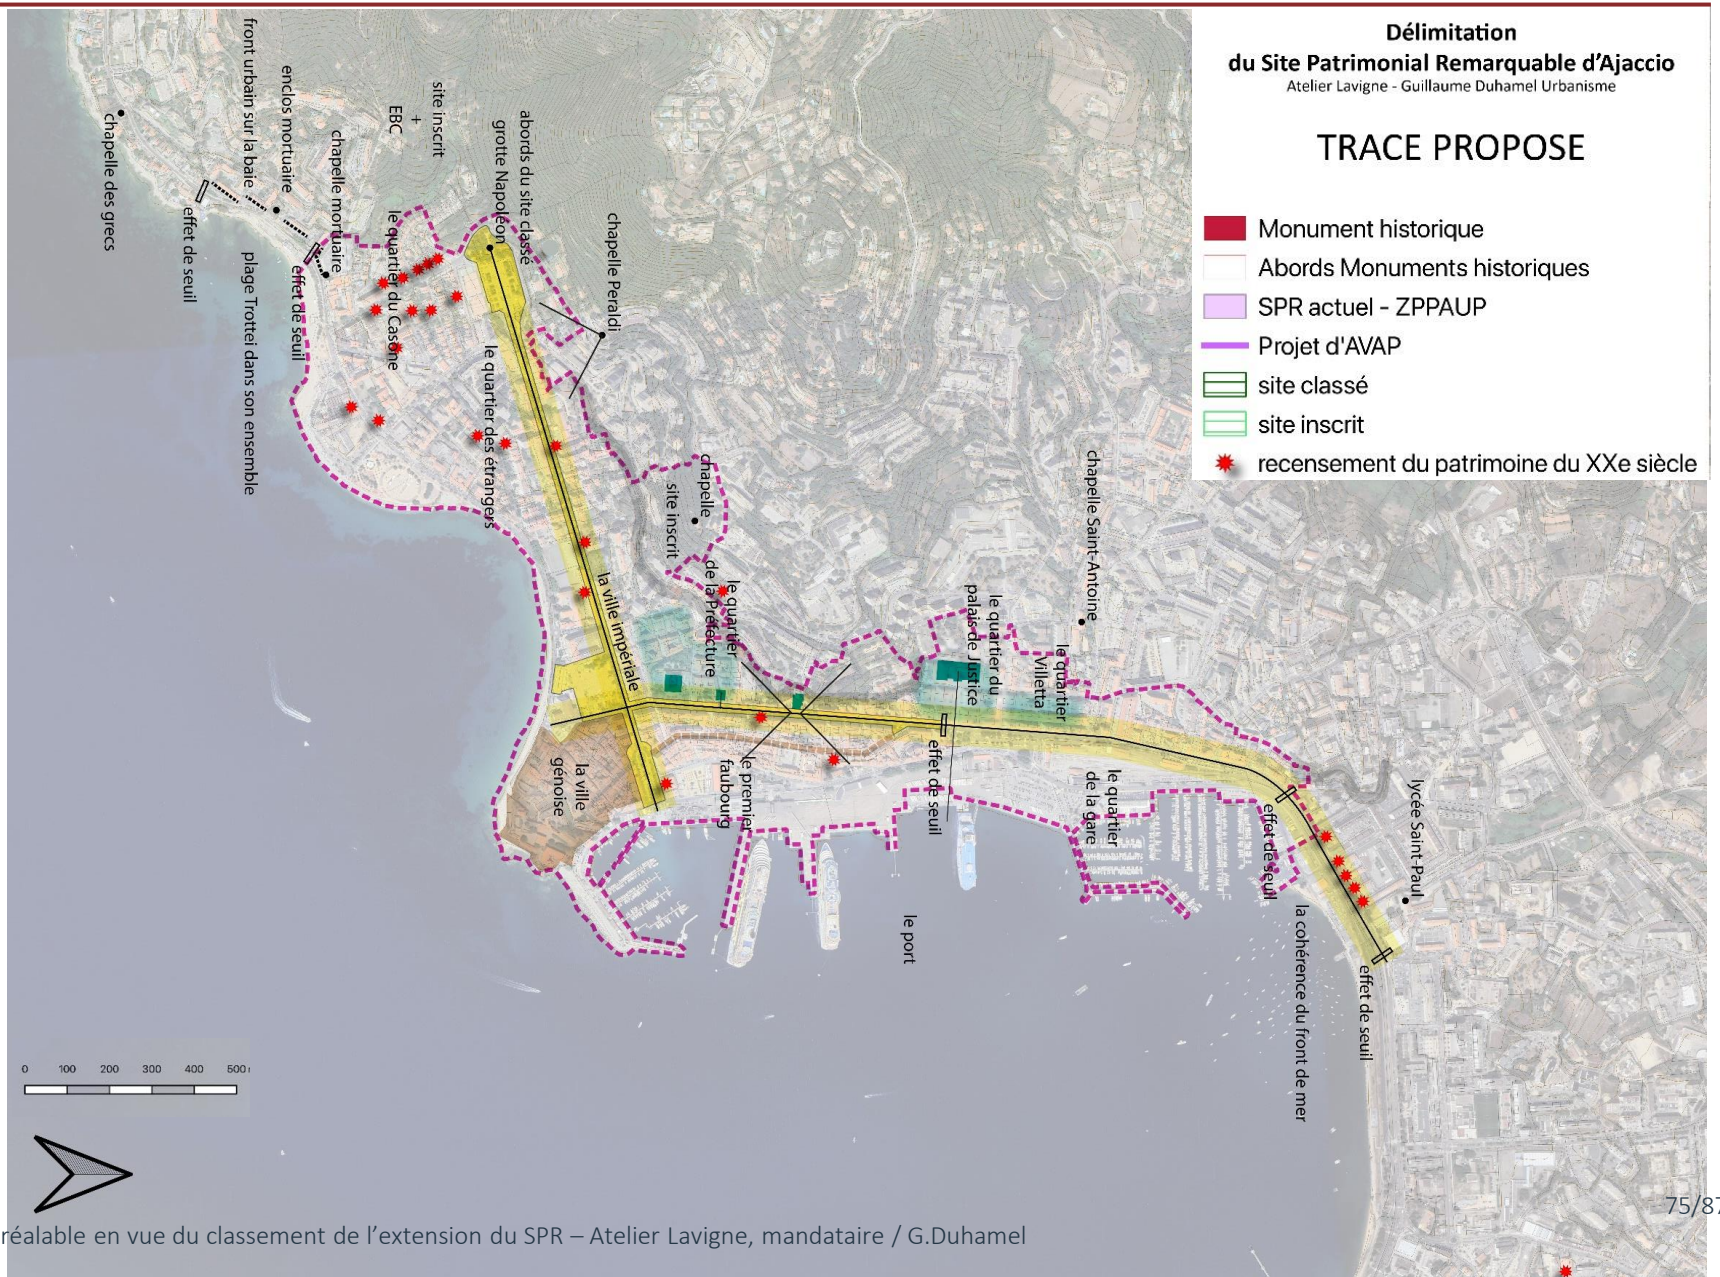 Délimitation
du Site Patrimonial Remarquable d'Ajaccio
Atelier Lavigne - Guillaume Duhamel Urbanisme
TRACE PROPOSE
Monument historique
Abords Monuments historiques
SPR actuel - ZPPAUP
Projet d'AVAP
site classé
site inscrit
recensement du patrimoine du XXe siècle
chapelle des grecs
effet de seuil
front urbain sur la baie
enclos mortuaire
chapelle mortuaire
plage Trottei dans son ensemble
effet de seuil
site inscrit
+
EBC
le quartier du Casone
abords du site classé
grotte Napoléon
chapelle Peraldi
le quartier des étrangers
chapelle
site inscrit
la ville impériale
le quartier
de la Préfecture
la ville
génoise
le premier
faubourg
le quartier du
palais de Justice
le quartier
Villetta
chapelle Saint-Antoine
effet de seuil
le port
le quartier
de la gare
effet de seuil
la cohérence du front de mer
lycée Saint-Paul
effet de seuil
0 100 200 300 400 500
75/87
réalable en vue du classement de l'extension du SPR – Atelier Lavigne, mandataire / G.Duhamel